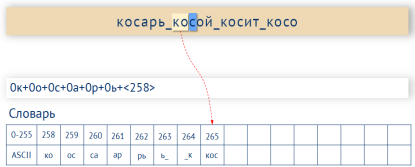 косарь_косой_косит_косо
0к+0о+0с+0а+0р+0ь+<258>
Словарь
0-255 258 259 260 261 262 263 264 265
ASCII ко ос са ар рь ь_ _к кос